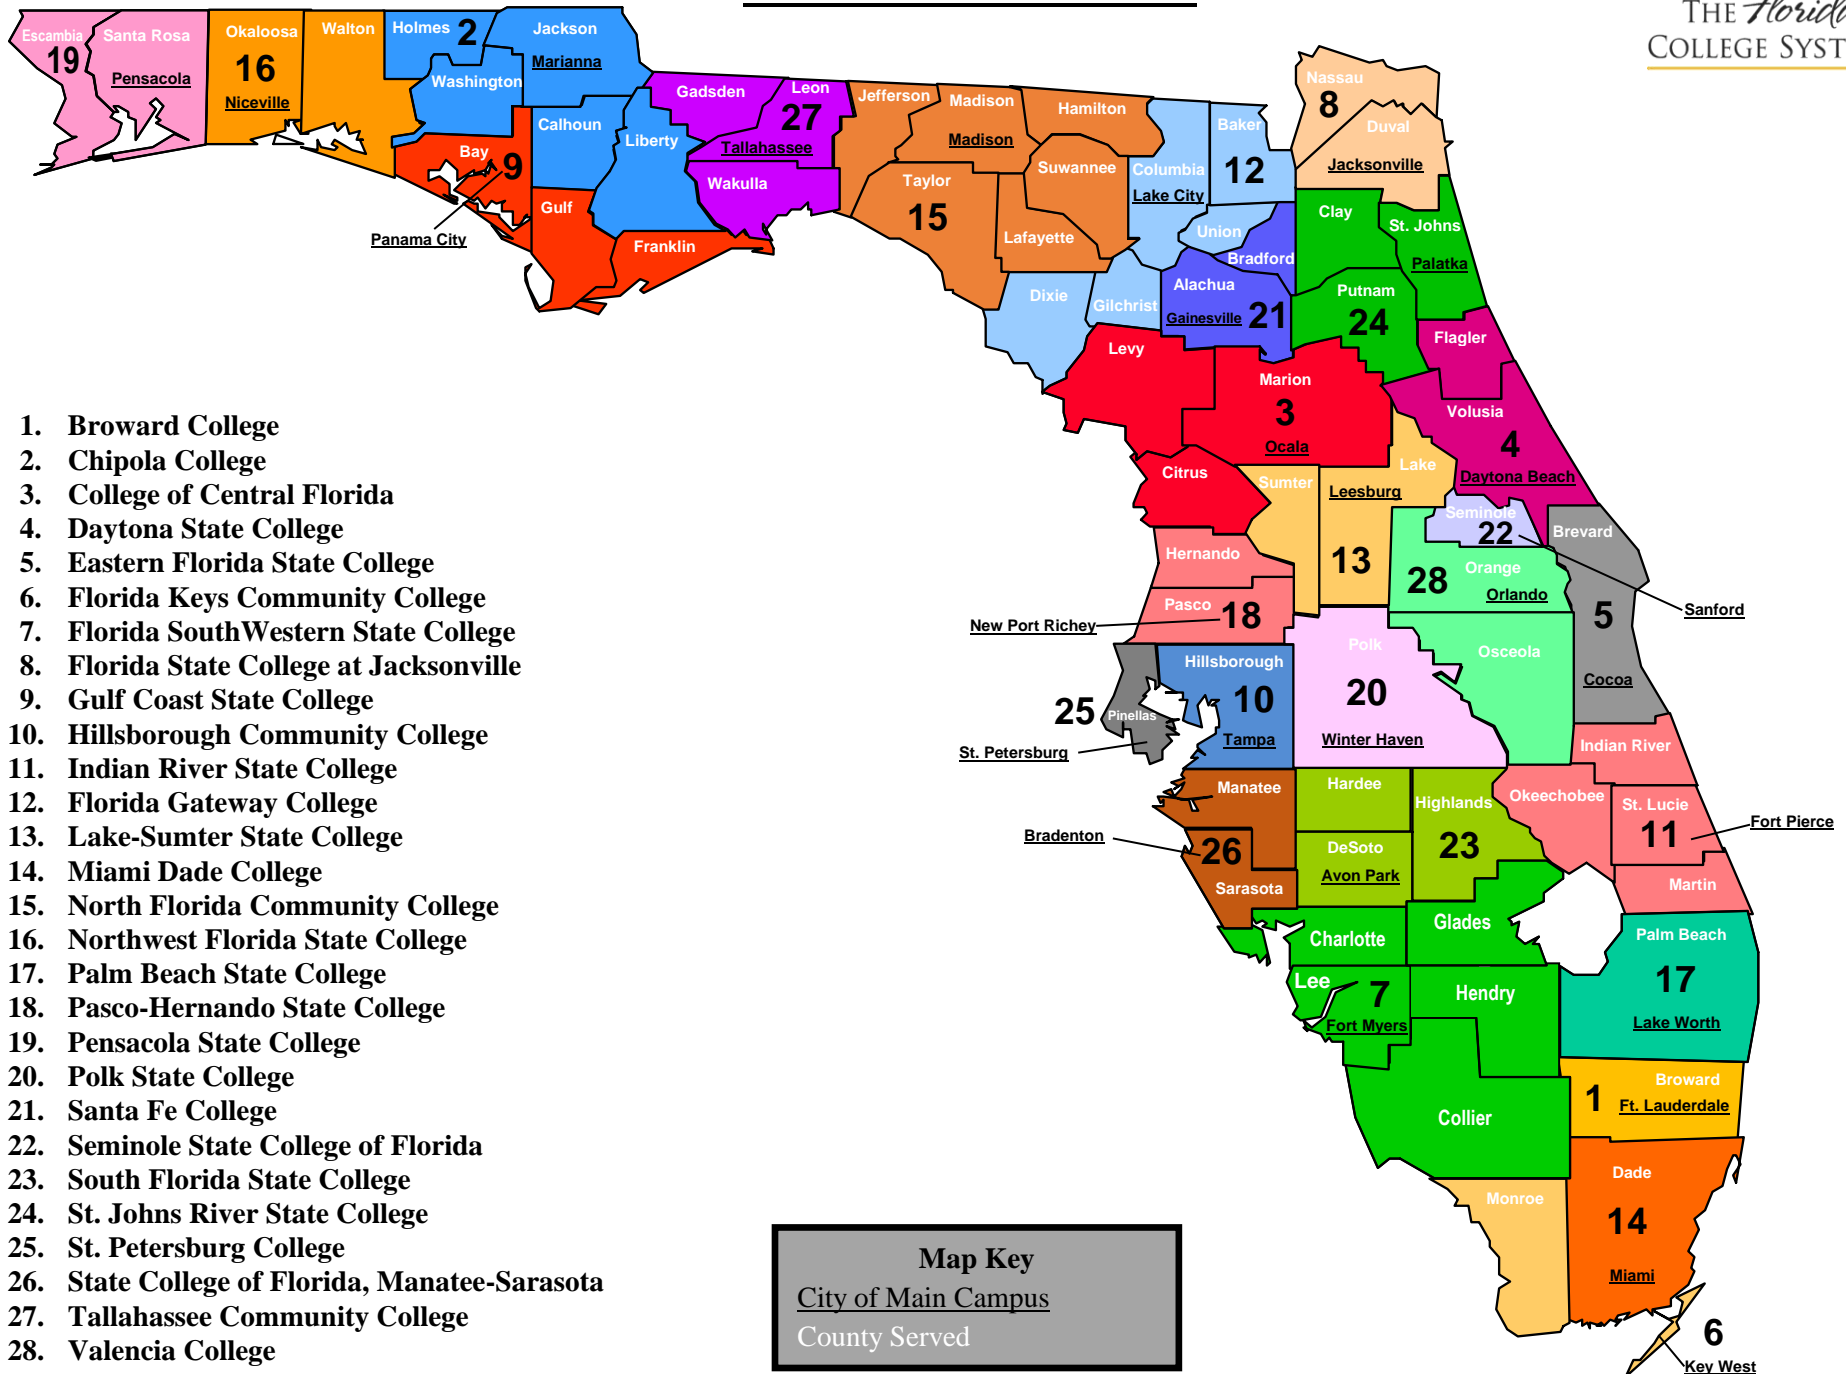 THE Florida
COLLEGE SYST
Escambia
19
Santa Rosa
Pensacola
Okaloosa
16
Niceville
Walton
Holmes 2
Jackson
Marianna
Washington
Bay
9
Panama City
Calhoun
Liberty
Gulf
Franklin
Gadsden
Leon
27
Tallahassee
Wakulla
Jefferson
Madison
Madison
Hamilton
Suwannee
Taylor
15
Lafayette
Columbia
Lake City
Baker
12
Union
Bradford
Dixie
Gilchrist
Alachua
Gainesville 21
Nassau
8
Duval
Jacksonville
Clay
St. Johns
Palatka
Putnam
24
Flagler
Levy
Marion
3
Ocala
Volusia
4
Daytona Beach
Citrus
Sumter
Lake
Leesburg
13
Seminole
22
Sanford
Brevard
5
Cocoa
Hernando
Pasco
18
New Port Richey
28
Orange
Orlando
Osceola
Polk
20
Winter Haven
Hillsborough
10
Tampa
25
Pinellas
St. Petersburg
Indian River
Manatee
Bradenton
26
Sarasota
Hardee
DeSoto
Avon Park
Highlands
23
Okeechobee
St. Lucie
11
Fort Pierce
Martin
Charlotte
Glades
Lee
7
Fort Myers
Hendry
Collier
Palm Beach
17
Lake Worth
Broward
1
Ft. Lauderdale
Dade
14
Miami
Monroe
6
Key West
1. Broward College
2. Chipola College
3. College of Central Florida
4. Daytona State College
5. Eastern Florida State College
6. Florida Keys Community College
7. Florida SouthWestern State College
8. Florida State College at Jacksonville
9. Gulf Coast State College
10. Hillsborough Community College
11. Indian River State College
12. Florida Gateway College
13. Lake-Sumter State College
14. Miami Dade College
15. North Florida Community College
16. Northwest Florida State College
17. Palm Beach State College
18. Pasco-Hernando State College
19. Pensacola State College
20. Polk State College
21. Santa Fe College
22. Seminole State College of Florida
23. South Florida State College
24. St. Johns River State College
25. St. Petersburg College
26. State College of Florida, Manatee-Sarasota
27. Tallahassee Community College
28. Valencia College
Map Key
City of Main Campus
County Served